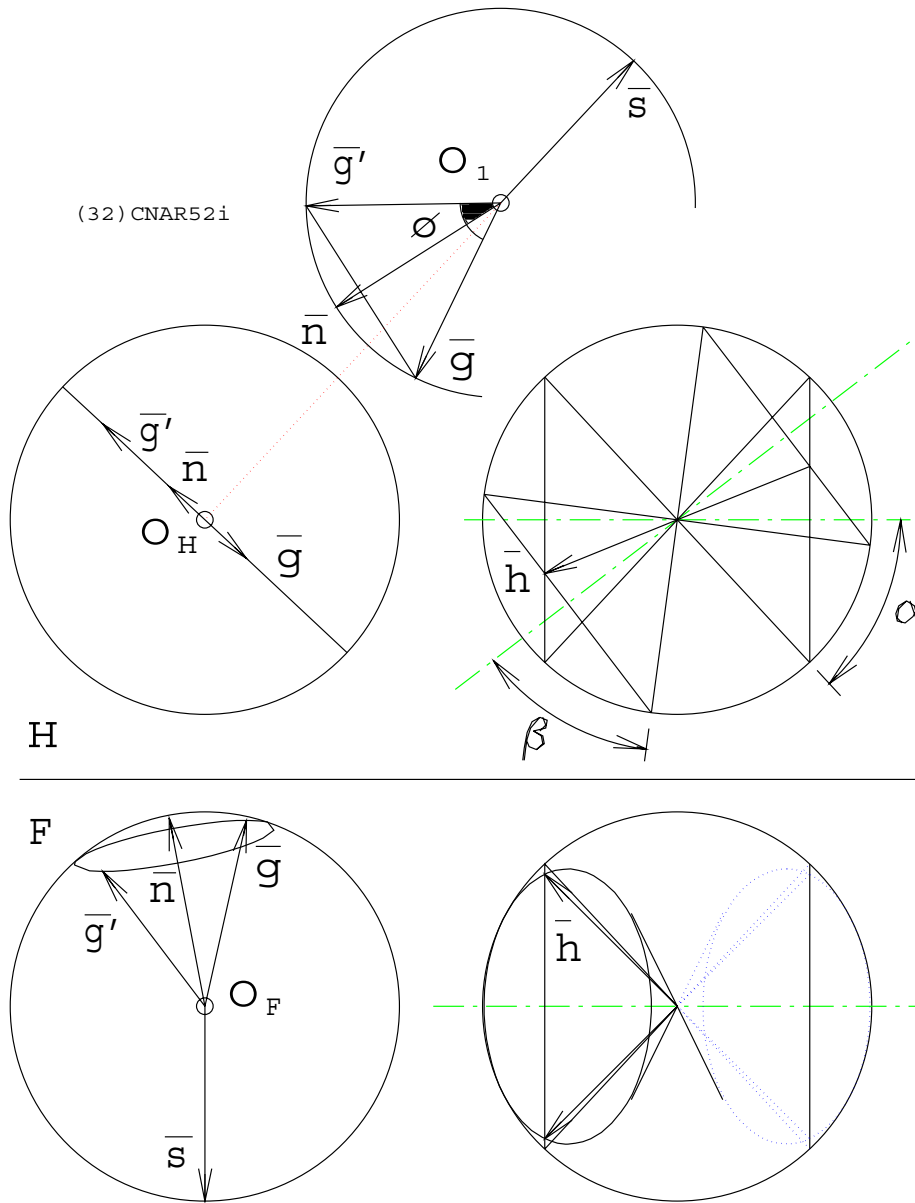 s̅
g̅'
O₁
(32)CNAR52i
ø
n̅
g̅
g̅'
n̅
O_H
g̅
h̅
α
β
H
F
n̅
g̅
g̅'
h̅
O_F
s̅